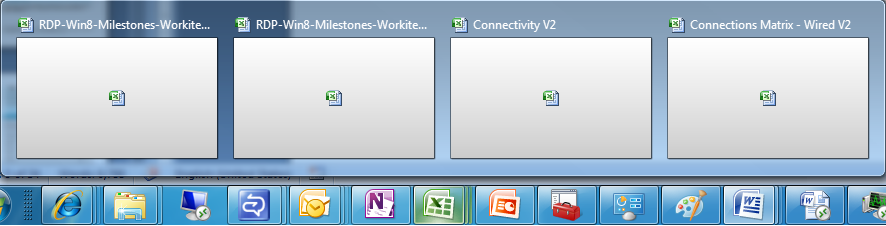 RDP-Win8-Milestones-Workite...
RDP-Win8-Milestones-Workite...
Connectivity V2
Connections Matrix - Wired V2